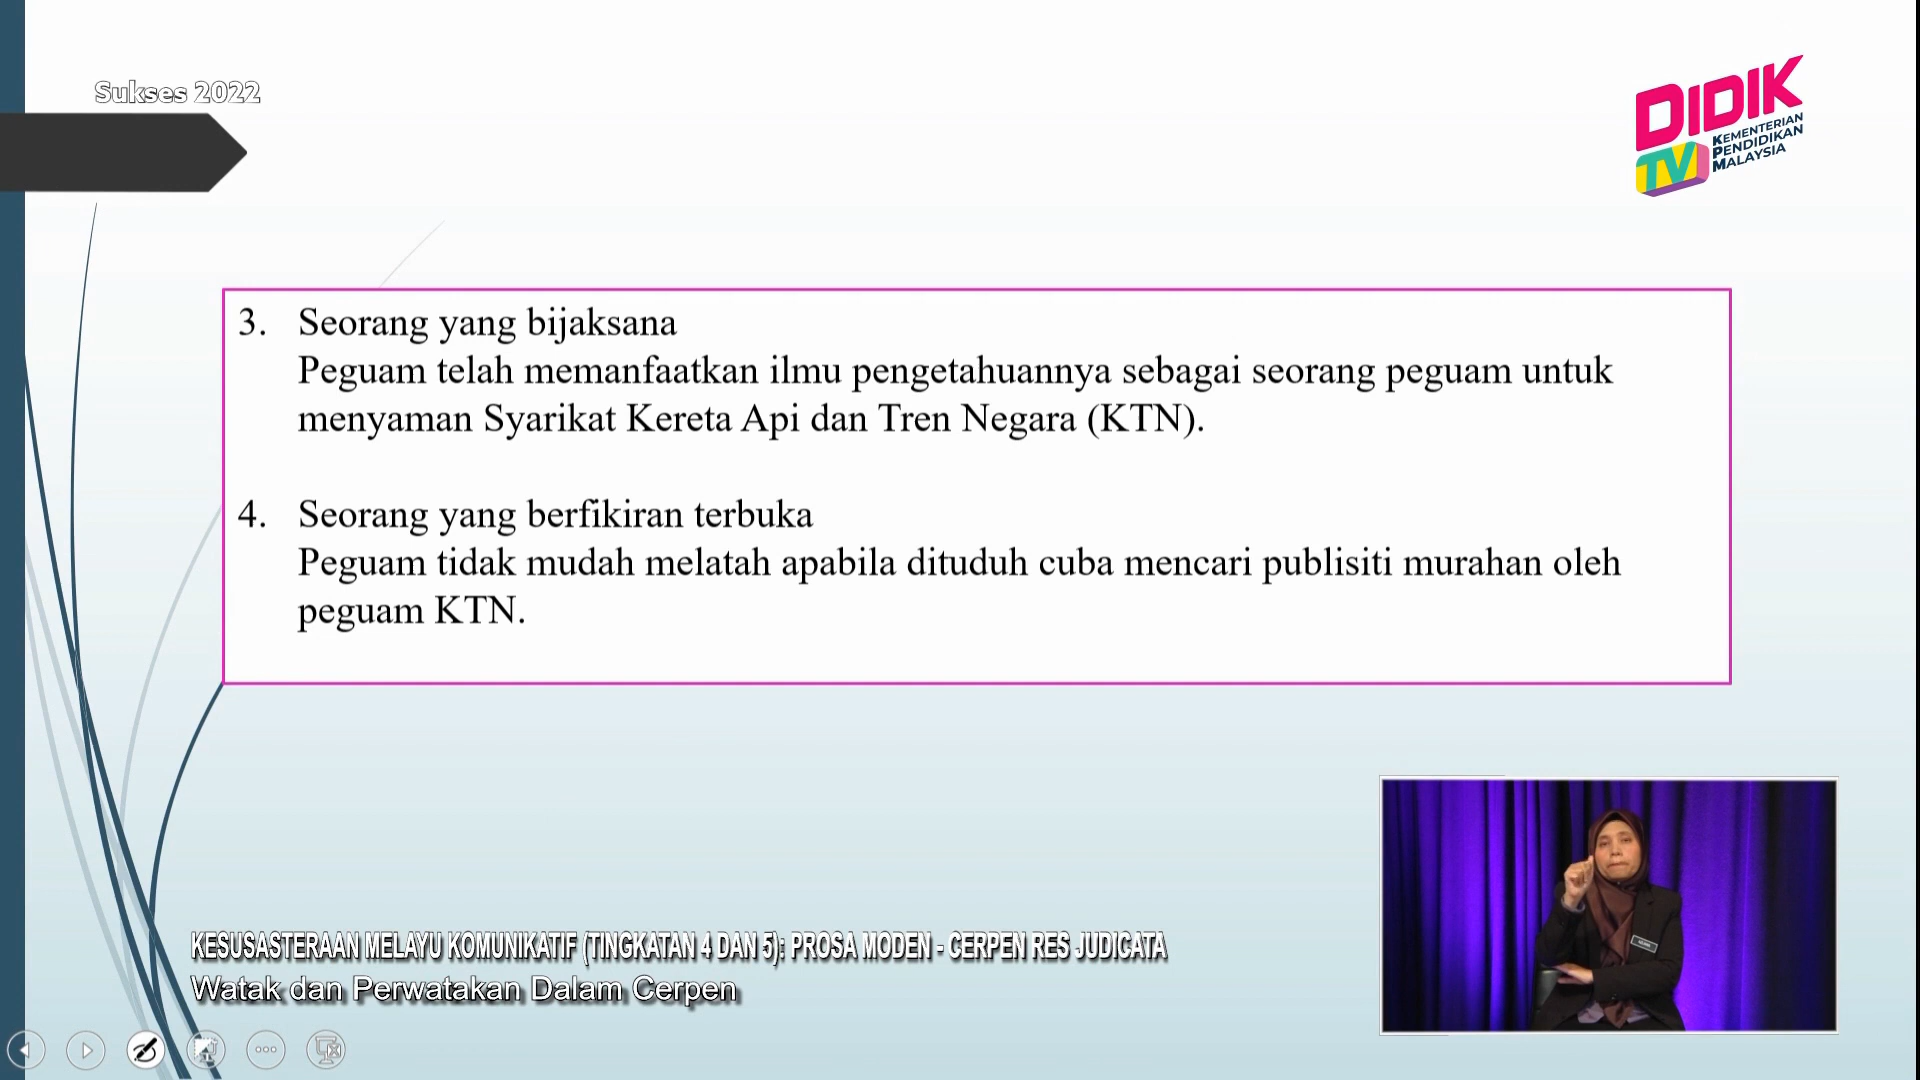 Sukses 2022
DIDIK
TV
KEMENTERIAN
PENDIDIKAN
MALAYSIA
3. Seorang yang bijaksana
Peguam telah memanfaatkan ilmu pengetahuannya sebagai seorang peguam untuk
menyaman Syarikat Kereta Api dan Tren Negara (KTN).
4. Seorang yang berfikiran terbuka
Peguam tidak mudah melatah apabila dituduh cuba mencari publisiti murahan oleh
peguam KTN.
KESUSASTERAAN MELAYU KOMUNIKATIF (TINGKATAN 4 DAN 5): PROSA MODEN - CERPEN RES JUDICATA
Watak dan Perwatakan Dalam Cerpen